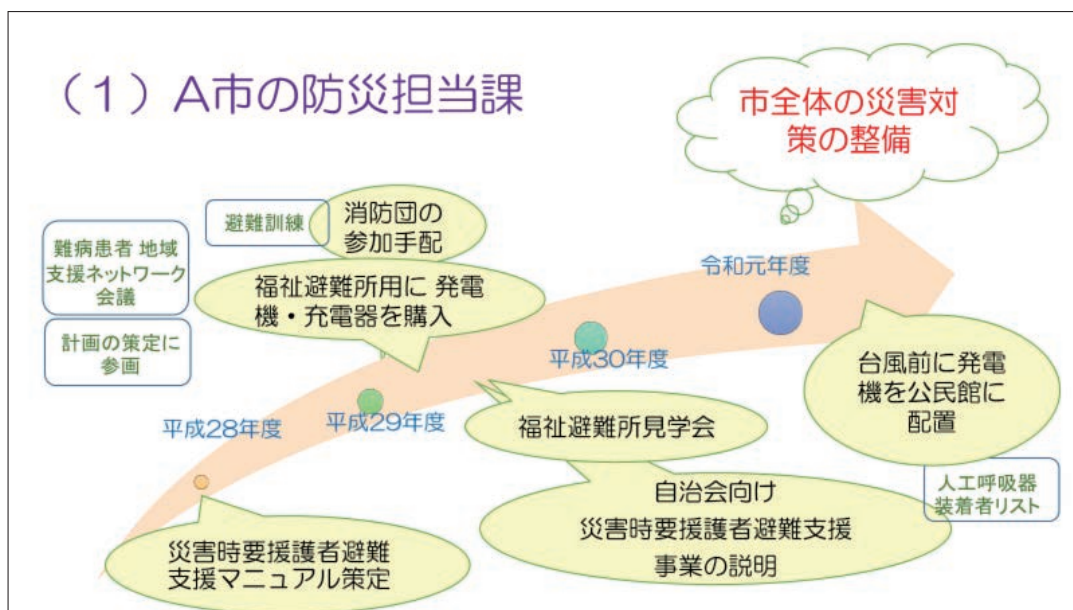 （１）A市の防災担当課
市全体の災害対
策の整備
避難訓練
消防団の
参加手配
難病患者 地域
支援ネットワーク
会議
計画の策定に
参画
福祉避難所用に 発電
機・充電器を購入
令和元年度
平成30年度
平成29年度
平成28年度
台風前に発電
機を公民館に
配置
福祉避難所見学会
人工呼吸器
装着者リスト
自治会向け
災害時要援護者避難支援
事業の説明
災害時要援護者避難
支援マニュアル策定